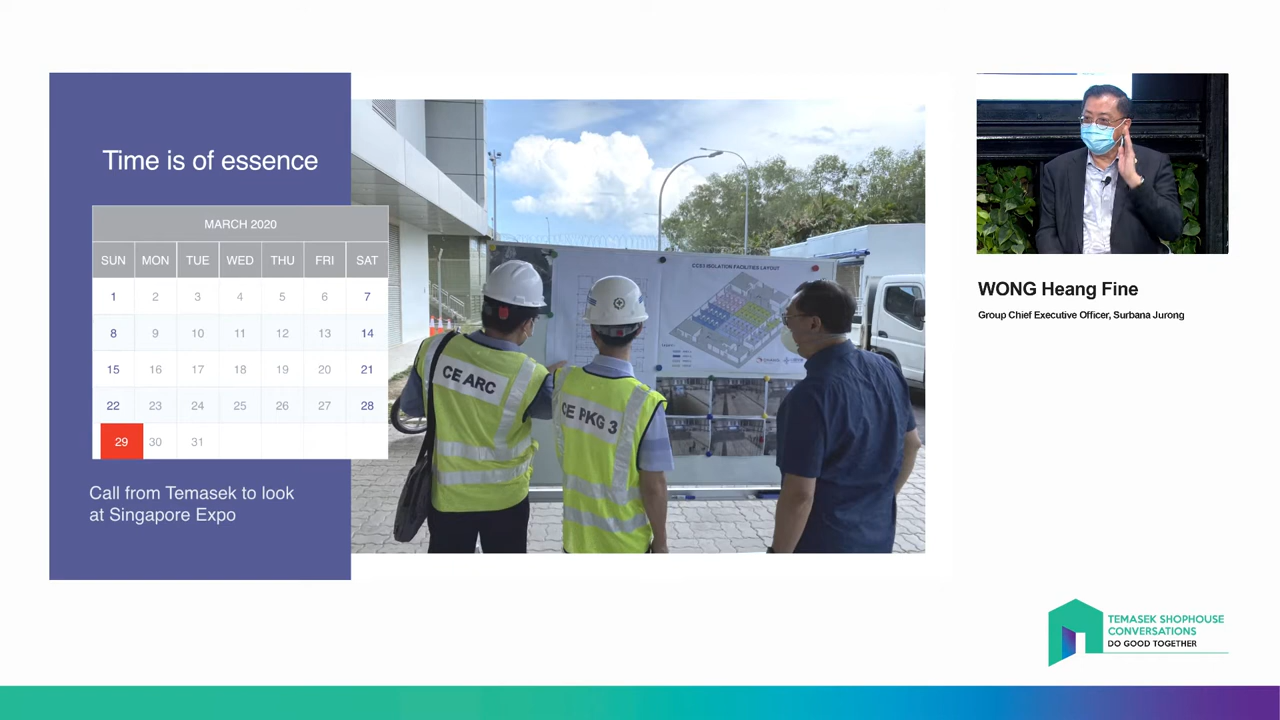 Time is of essence
MARCH 2020
SUN MON TUE WED THU FRI SAT
1 2 3 4 5 6 7
8 9 10 11 12 13 14
15 16 17 18 19 20 21
22 23 24 25 26 27 28
29 30 31
Call from Temasek to look
at Singapore Expo
CE ARC
CE PKG 3
ISOLATION FACILITIES LAYOUT
WONG Heang Fine
Group Chief Executive Officer, Surbana Jurong
TEMASEK SHOPHOUSE
CONVERSATIONS
DO GOOD TOGETHER